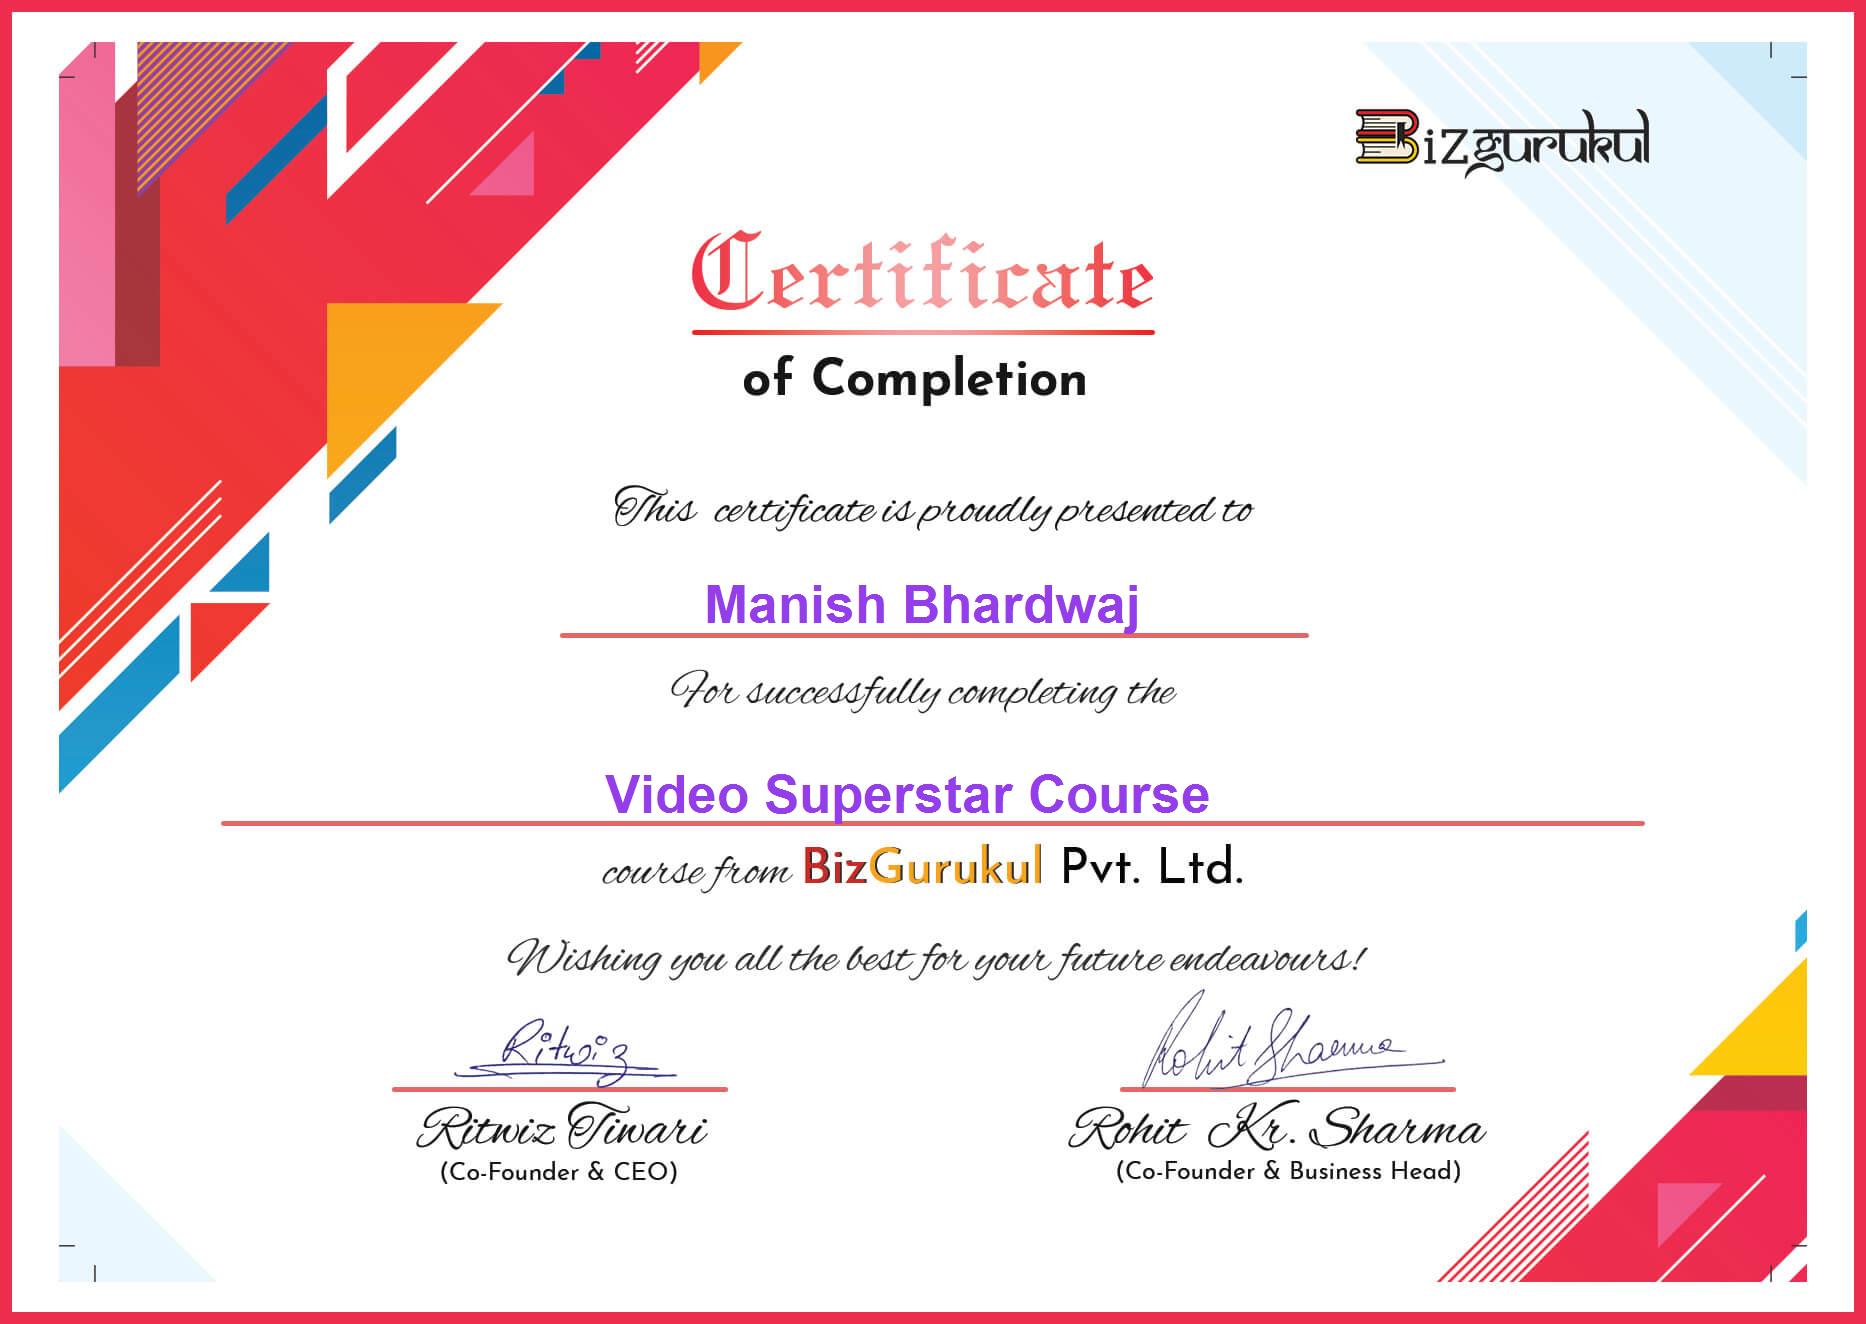 Bizgurukul
Certificate
of Completion
This certificate is proudly presented to
Manish Bhardwaj
For successfully completing the
Video Superstar Course
course from BizGurukul Pvt. Ltd.
Wishing you all the best for your future endeavours!
Ritwiz
Rohit Sharma
Ritwiz Tiwari
Rohit Kr. Sharma
(Co-Founder & CEO)
(Co-Founder & Business Head)